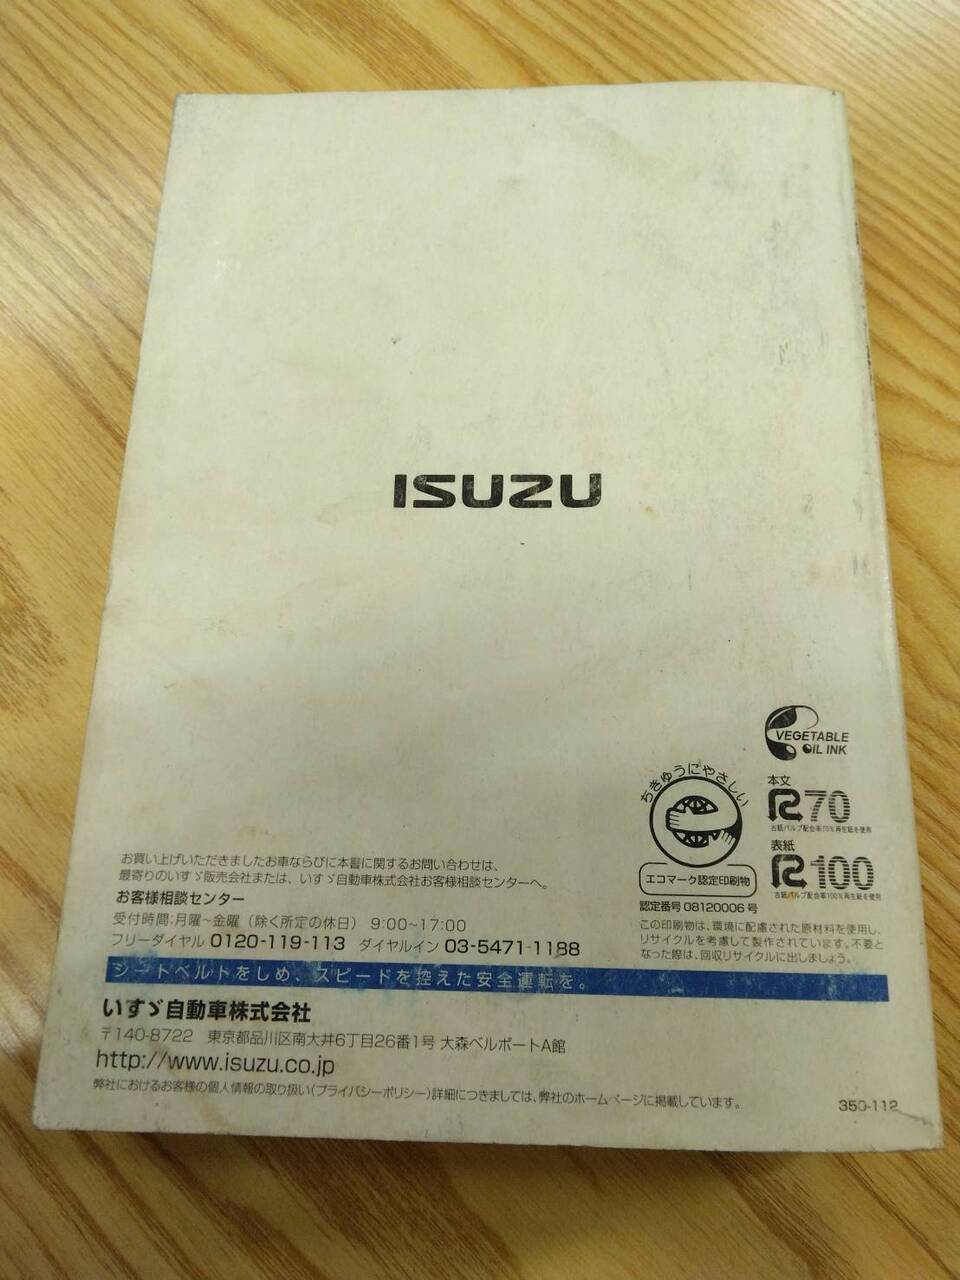 ISUZU
VEGETABLE
OIL INK
ちきゅうにやさしい
エコマーク認定印刷物
認定番号 08120006 号
本文
R70
古紙パルプ配合率70%再生紙を使用
表紙
R100
古紙パルプ配合率100%再生紙を使用
この印刷物は、環境に配慮された原材料を使用し、
リサイクルを考慮して製作されています。不要と
なった際は、回収リサイクルに出しましょう。
お買い上げいただきましたお車ならびに本書に関するお問い合わせは、
最寄りのいすゞ販売会社または、いすゞ自動車株式会社お客様相談センターへ。
お客様相談センター
受付時間:月曜~金曜(除く所定の休日) 9:00~17:00
フリーダイヤル 0120-119-113 ダイヤルイン 03-5471-1188
シートベルトをしめ、スピードを控えた安全運転を。
いすゞ自動車株式会社
〒140-8722 東京都品川区南大井6丁目26番1号 大森ベルポートA館
http://www.isuzu.co.jp
弊社におけるお客様の個人情報の取り扱い(プライバシーポリシー)詳細につきましては、弊社のホームページに掲載しています。
350-112